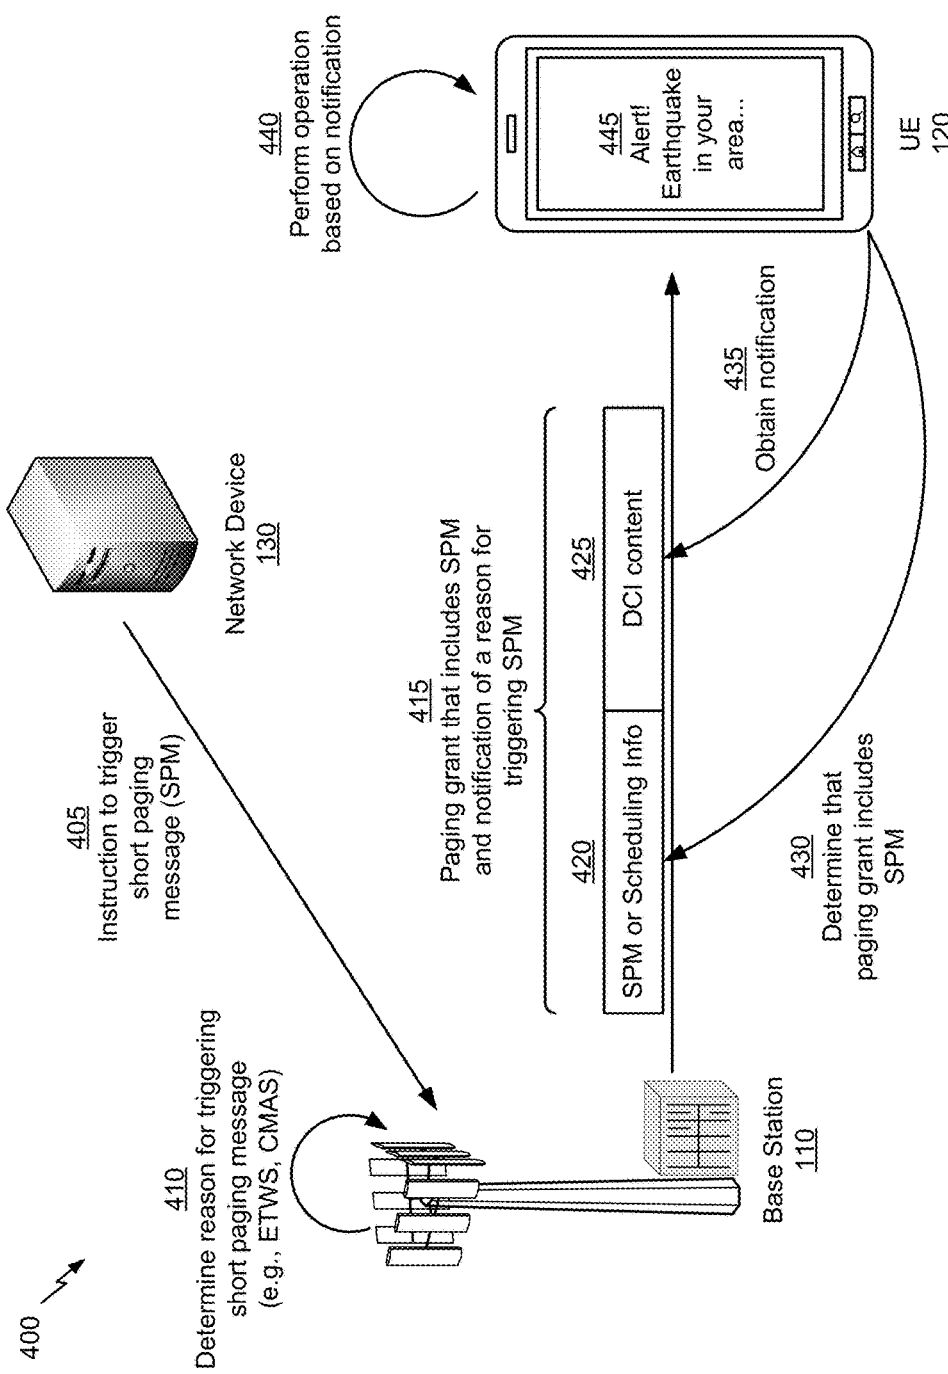 400
410
Determine reason for triggering
short paging message
(e.g., ETWS, CMAS)
405
Instruction to trigger
short paging
message (SPM)
Network Device
130
440
Perform operation
based on notification
415
Paging grant that includes SPM
and notification of a reason for
triggering SPM
420
425
SPM or Scheduling Info
DCI content
445
Alert!
Earthquake
in your
area...
435
Obtain notification
430
Determine that
paging grant includes
SPM
Base Station
110
UE
120